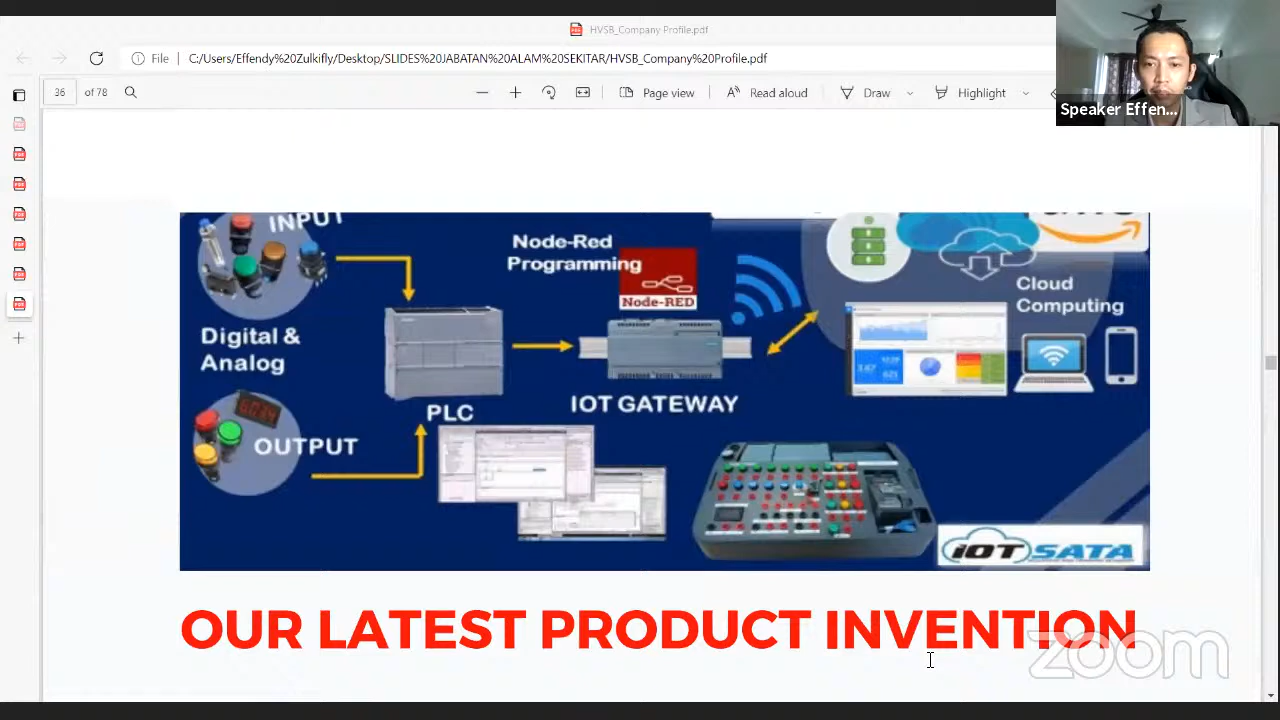 HVSB_Company Profile.pdf
File
C:/Users/Effendy%20Zulkifly/Desktop/SLIDES%20JABATAN%20ALAM%20SEKITAR/HVSB_Company%20Profile.pdf
36 of 78
Page view
Read aloud
Draw
Highlight
Speaker Effen...
INPUT
Node-Red
Programming
Node-RED
Cloud
Computing
Digital &
Analog
PLC
IOT GATEWAY
OUTPUT
iOT SATA
OUR LATEST PRODUCT INVENTION
zoom